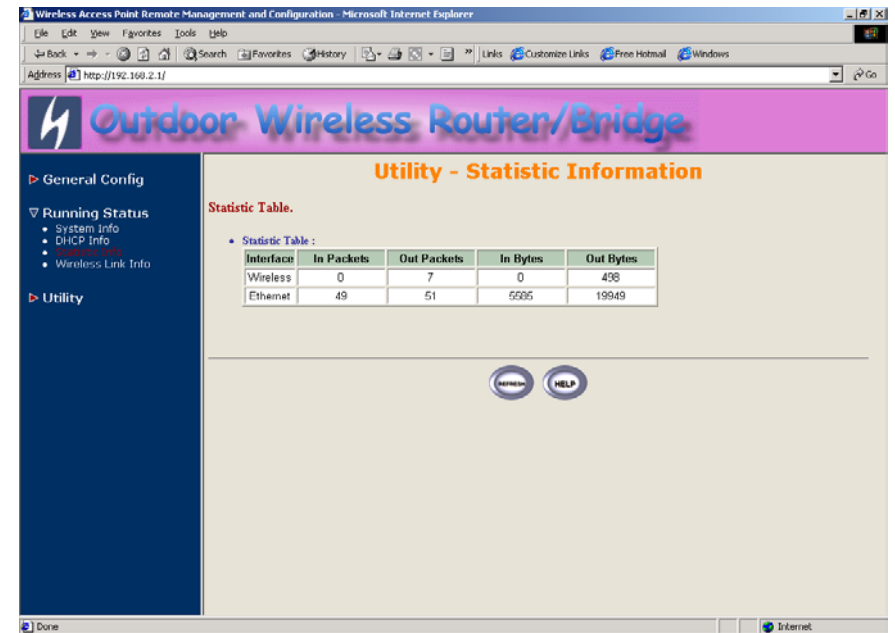 Wireless Access Point Remote Management and Configuration - Microsoft Internet Explorer
File Edit View Favorites Tools Help
Back Search Favorites History Links Customize Links Free Hotmail Windows
Address http://192.168.2.1/ Go
Outdoor Wireless Router/Bridge
General Config
Running Status
System Info
DHCP Info
Wireless Link Info
Utility
Utility - Statistic Information
Statistic Table.
Statistic Table :
Interface In Packets Out Packets In Bytes Out Bytes
Wireless 0 7 0 498
Ethernet 49 51 5585 19949
REFRESH HELP
Done Internet